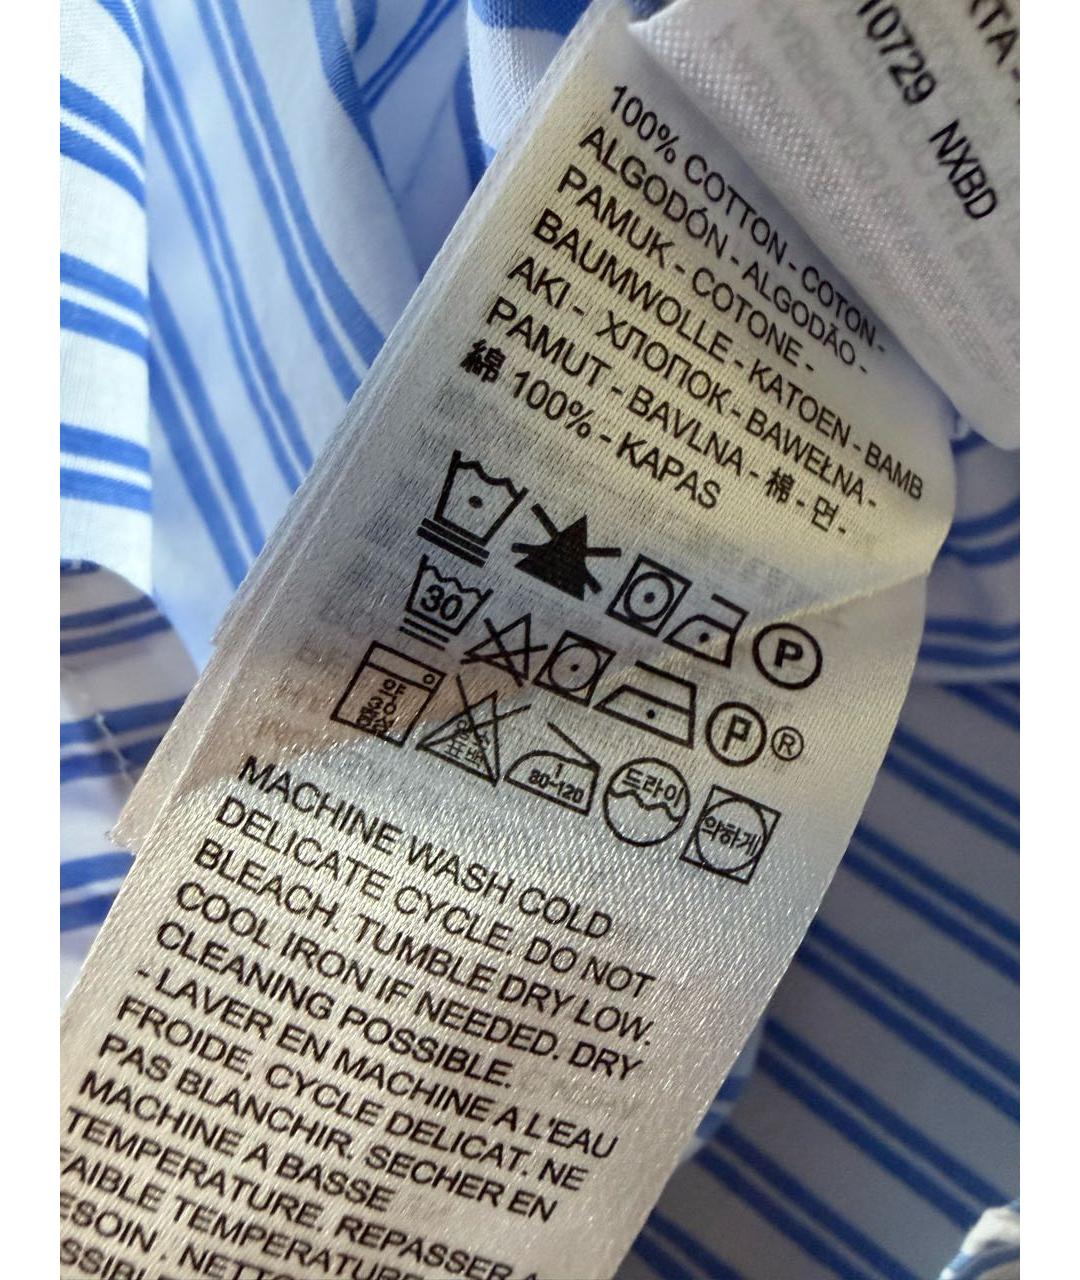 10729 NXBD
100% COTTON - COTON -
ALGODÓN - ALGODÃO -
PAMUK - COTONE -
BAUMWOLLE - KATOEN - BAMB
AKI - ХЛОПОК - BAWEŁNA -
PAMUT - BAVLNA - 棉 - 면 -
綿 100% - KAPAS
P
30
P ®
80~120
드라이
약하게
MACHINE WASH COLD
DELICATE CYCLE. DO NOT
BLEACH. TUMBLE DRY LOW.
COOL IRON IF NEEDED. DRY
CLEANING POSSIBLE.
- LAVER EN MACHINE A L'EAU
FROIDE, CYCLE DELICAT. NE
PAS BLANCHIR. SECHER EN
MACHINE A BASSE
TEMPERATURE. REPASSER A
FAIBLE TEMPERATURE
ESOIN. NETTO
SSIBL